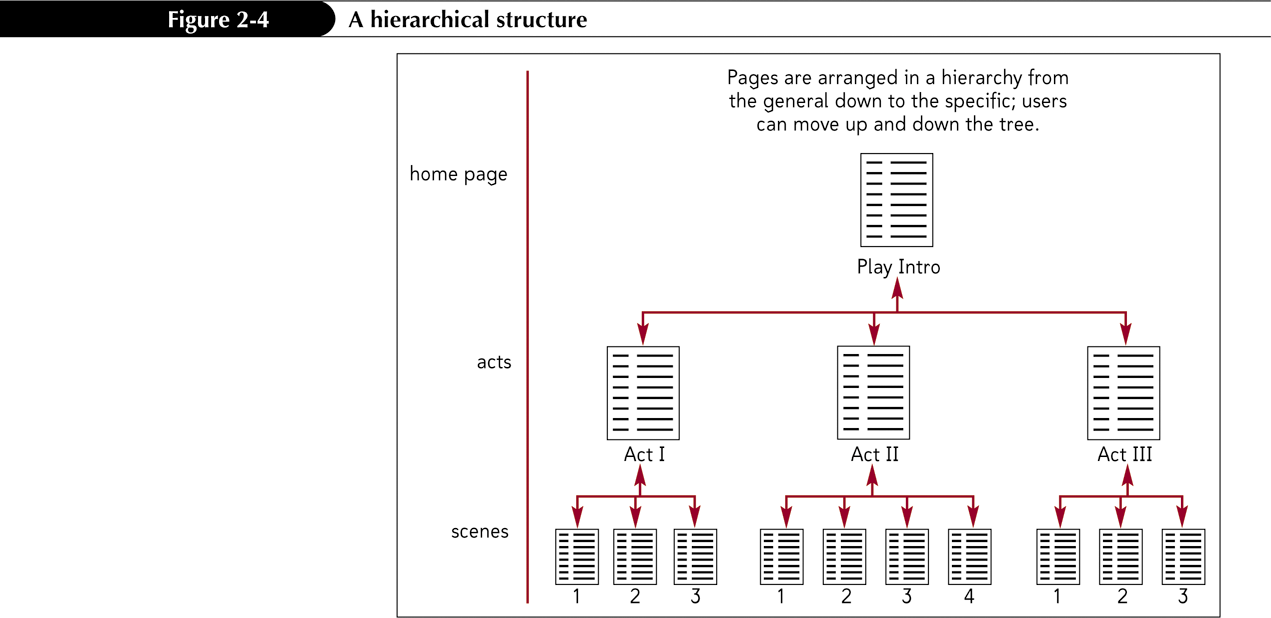 Figure 2-4 A hierarchical structure
Pages are arranged in a hierarchy from
the general down to the specific; users
can move up and down the tree.
home page
Play Intro
acts
Act I Act II Act III
scenes
1 2 3 1 2 3 4 1 2 3